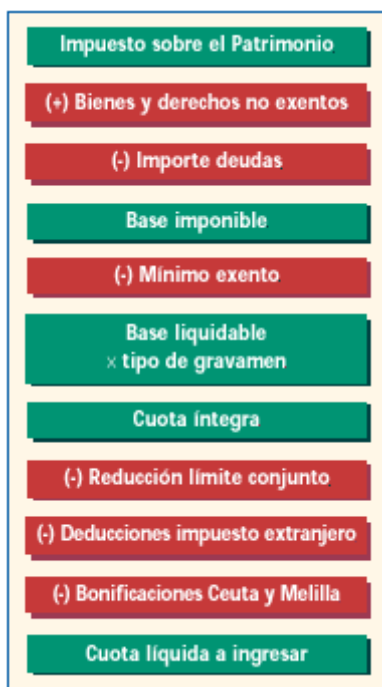 Impuesto sobre el Patrimonio
(+) Bienes y derechos no exentos
(-) Importe deudas
Base imponible
(-) Mínimo exento
Base liquidable
x tipo de gravamen
Cuota íntegra
(-) Reducción límite conjunto
(-) Deducciones impuesto extranjero
(-) Bonificaciones Ceuta y Melilla
Cuota líquida a ingresar